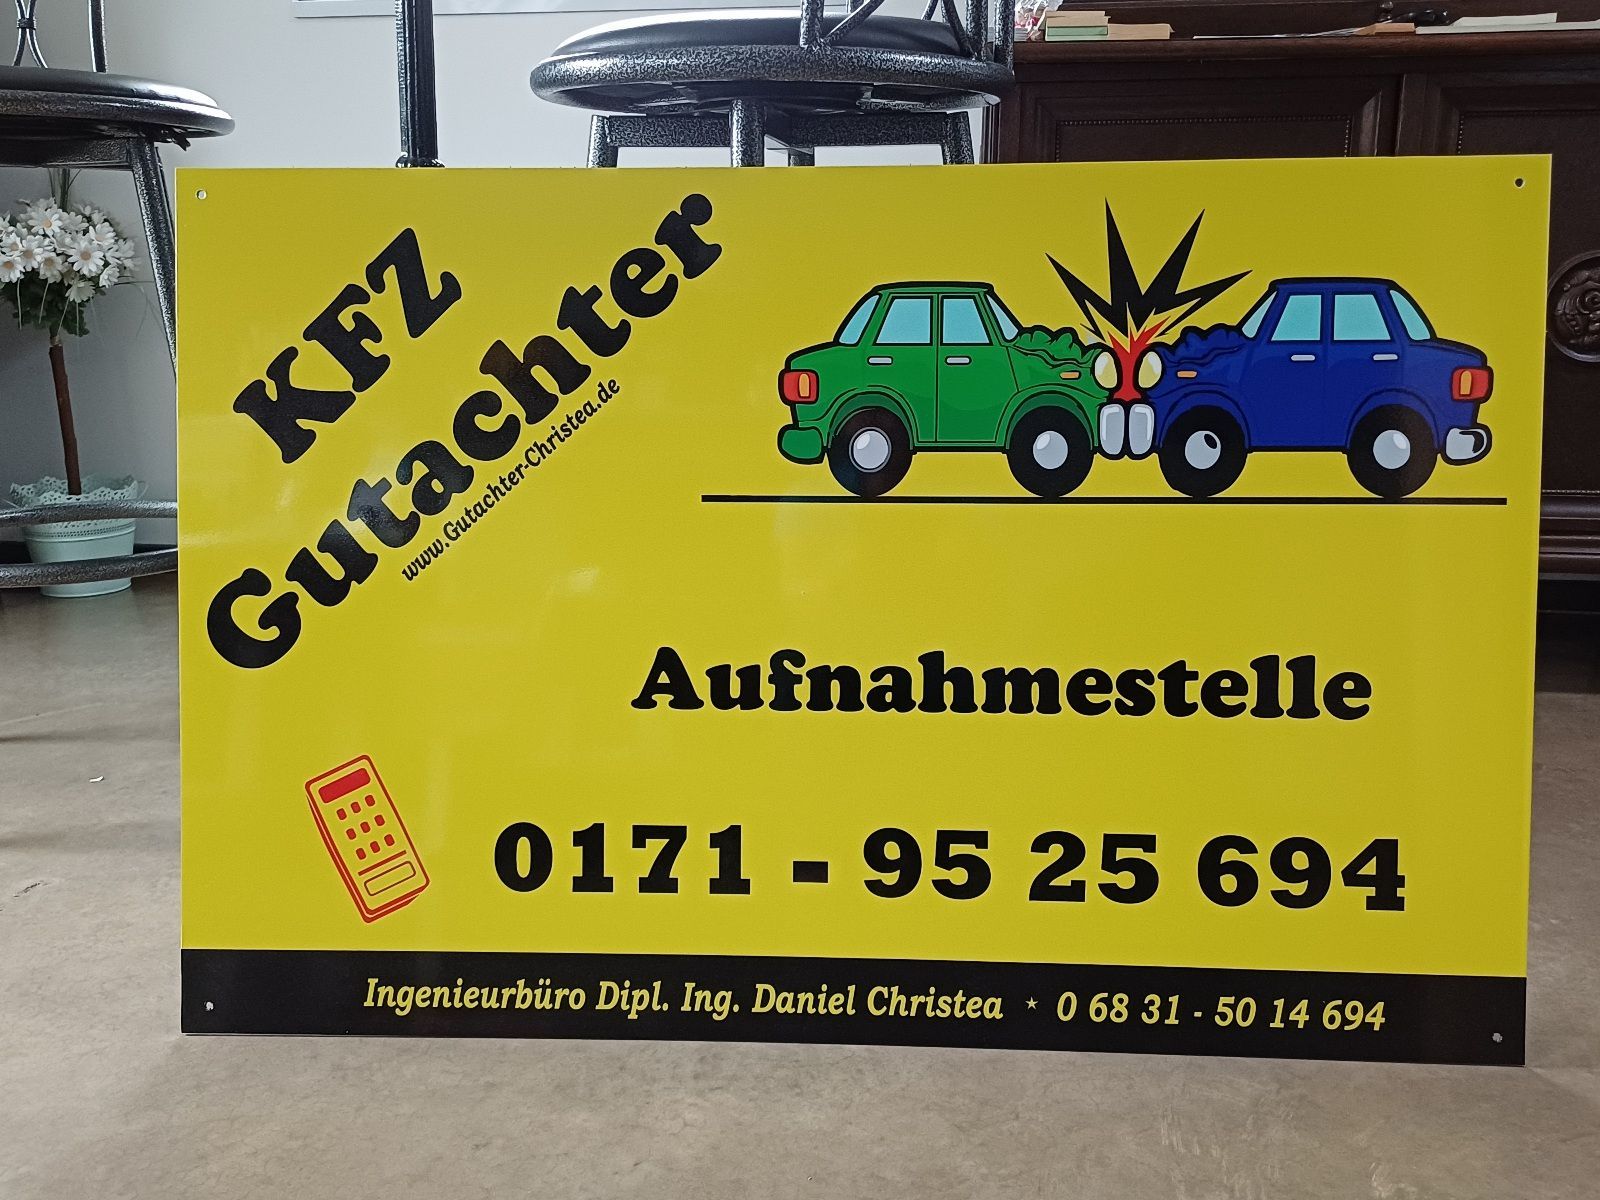 KFZ
Gutachter
www.Gutachter-Christea.de
Aufnahmestelle
0171 - 95 25 694
Ingenieurbüro Dipl. Ing. Daniel Christea ★ 0 68 31 - 50 14 694